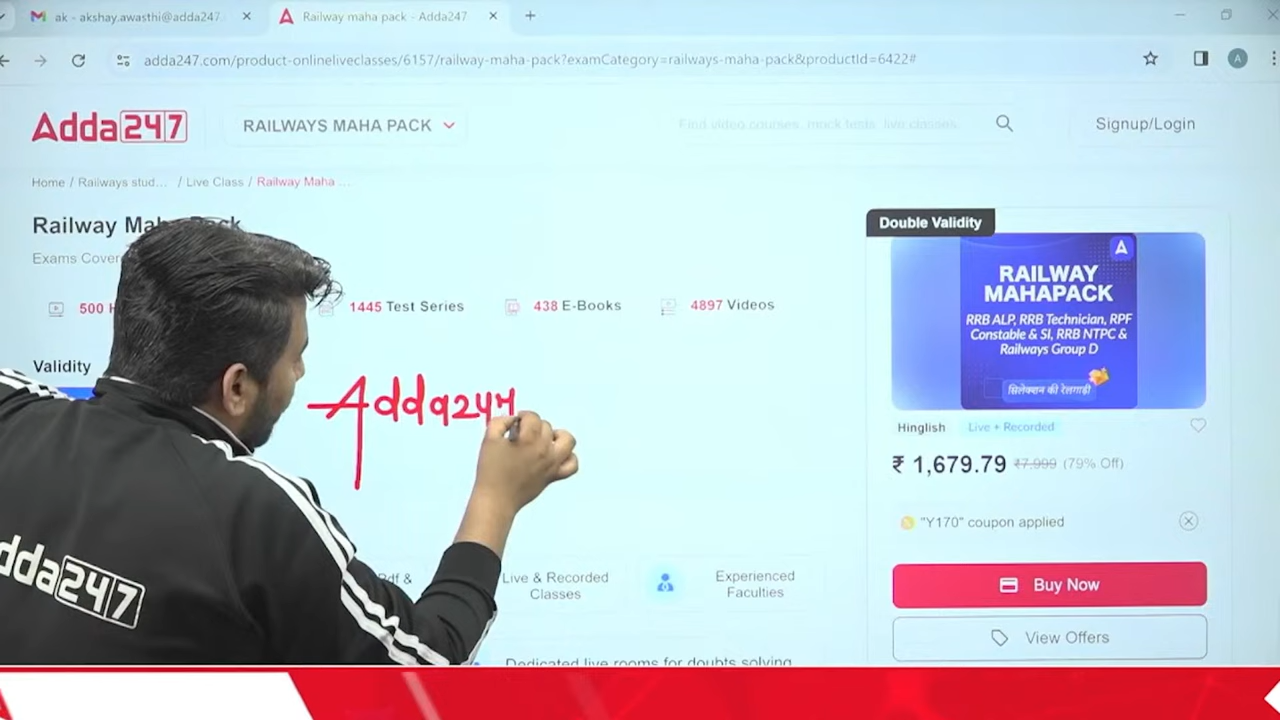 ak - akshay.awasthi@adda247.
Railway maha pack - Adda247
adda247.com/product-onlineliveclasses/6157/railway-maha-pack?examCategory=railways-maha-pack&productId=6422#
A
Adda247
RAILWAYS MAHA PACK
Find video courses, mock tests, live classes
Signup/Login
Home / Railways stud... / Live Class / Railway Maha ...
Railway Maha Pack
Exams Cover
500
1445 Test Series
438 E-Books
4897 Videos
Validity
Adda247
dda247
Pdf &
Live & Recorded
Classes
Experienced
Faculties
Dedicated live rooms for doubts solving
Double Validity
RAILWAY
MAHAPACK
RRB ALP, RRB Technician, RPF
Constable & SI, RRB NTPC &
Railways Group D
सिलेक्शन की रेलगाड़ी
Hinglish
Live + Recorded
₹ 1,679.79 ₹7,999 (79% Off)
"Y170" coupon applied
Buy Now
View Offers